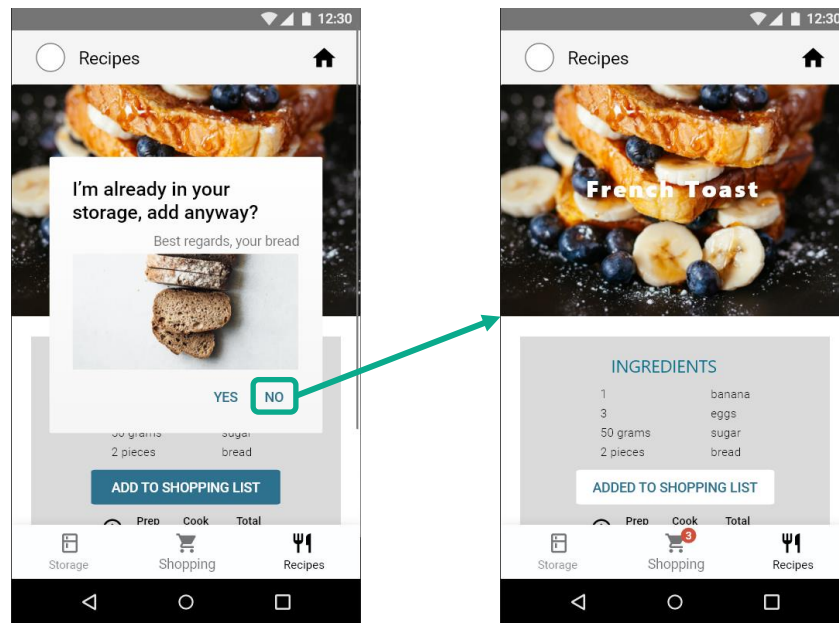 12:30
Recipes
I'm already in your
storage, add anyway?
Best regards, your bread
YES NO
50 grams sugar
2 pieces bread
ADD TO SHOPPING LIST
Prep Cook Total
Storage Shopping Recipes
12:30
Recipes
French Toast
INGREDIENTS
1 banana
3 eggs
50 grams sugar
2 pieces bread
ADDED TO SHOPPING LIST
Prep Cook Total
3
Storage Shopping Recipes